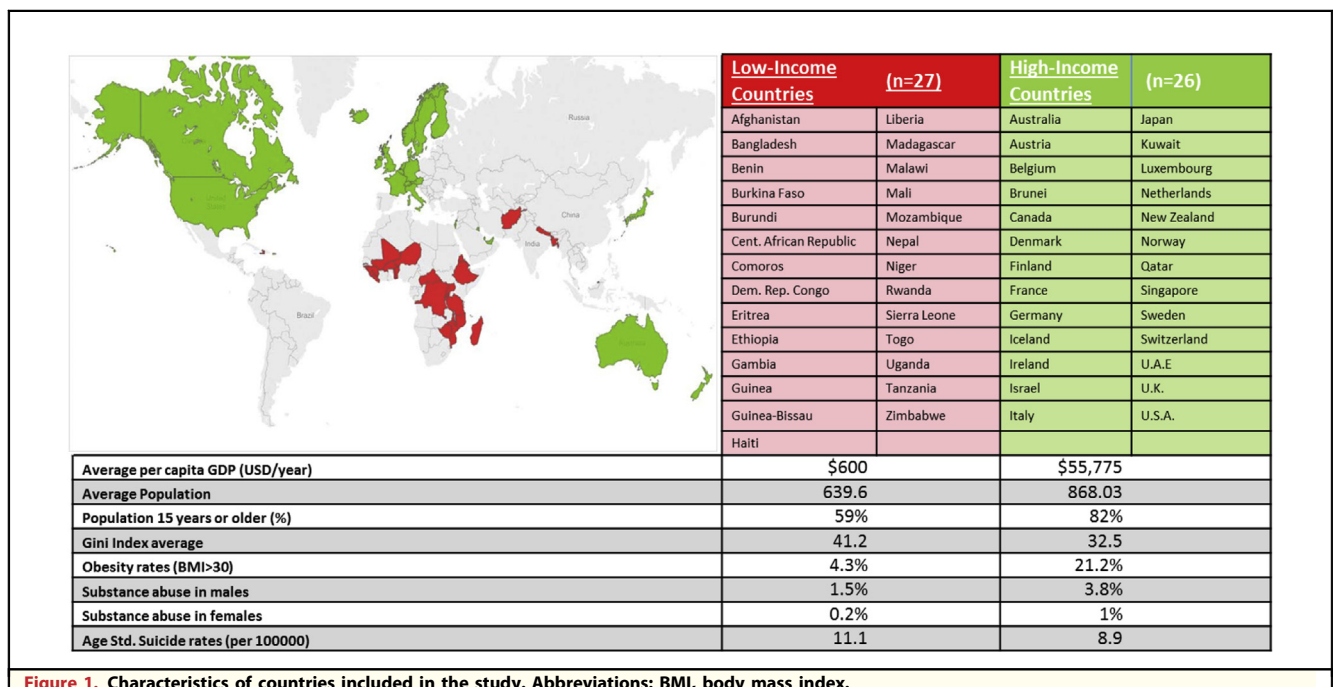 Russia
China
India
Brazil
Low-Income Countries (n=27) High-Income Countries (n=26)
Afghanistan Liberia Australia Japan
Bangladesh Madagascar Austria Kuwait
Benin Malawi Belgium Luxembourg
Burkina Faso Mali Brunei Netherlands
Burundi Mozambique Canada New Zealand
Cent. African Republic Nepal Denmark Norway
Comoros Niger Finland Qatar
Dem. Rep. Congo Rwanda France Singapore
Eritrea Sierra Leone Germany Sweden
Ethiopia Togo Iceland Switzerland
Gambia Uganda Ireland U.A.E
Guinea Tanzania Israel U.K.
Guinea-Bissau Zimbabwe Italy U.S.A.
Haiti
Average per capita GDP (USD/year) $600 $55,775
Average Population 639.6 868.03
Population 15 years or older (%) 59% 82%
Gini Index average 41.2 32.5
Obesity rates (BMI>30) 4.3% 21.2%
Substance abuse in males 1.5% 3.8%
Substance abuse in females 0.2% 1%
Age Std. Suicide rates (per 100000) 11.1 8.9
Figure 1. Characteristics of countries included in the study. Abbreviations: BMI, body mass index.